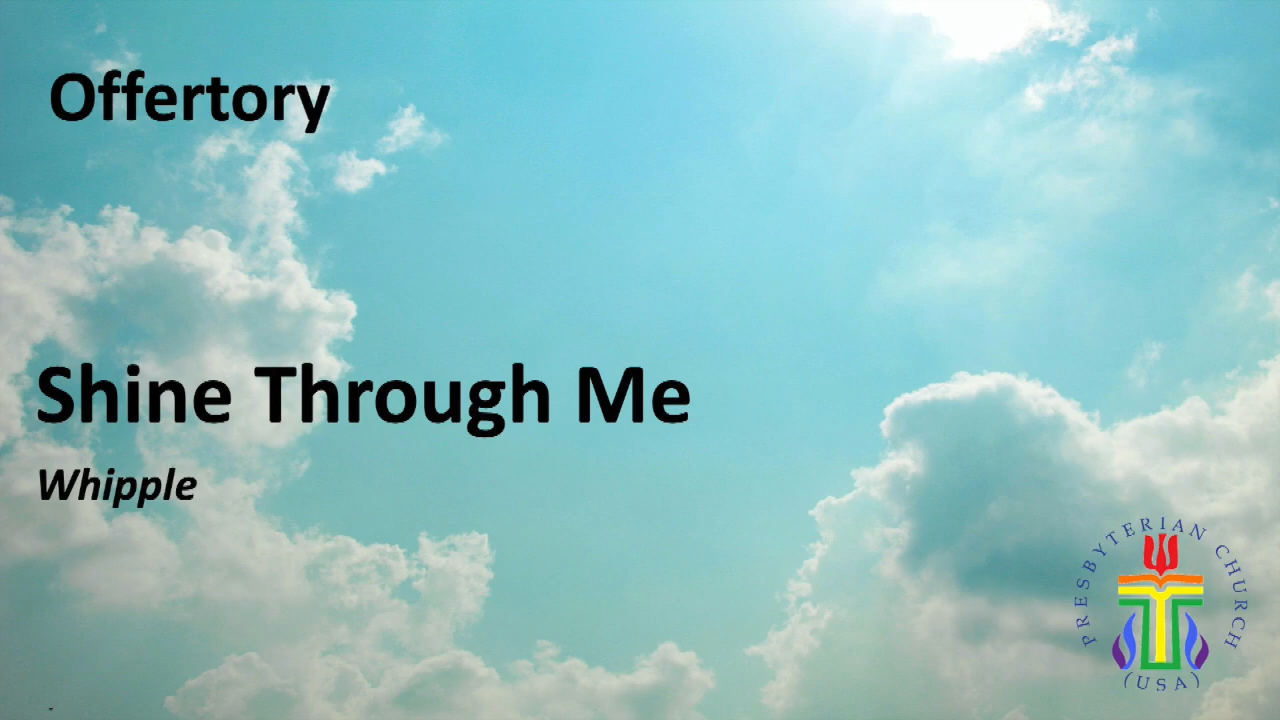 Offertory
Shine Through Me
Whipple
PRESBYTERIAN CHURCH
(USA)